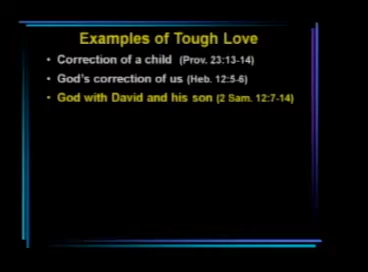 Examples of Tough Love
• Correction of a child (Prov. 23:13-14)
• God's correction of us (Heb. 12:5-6)
• God with David and his son (2 Sam. 12:7-14)